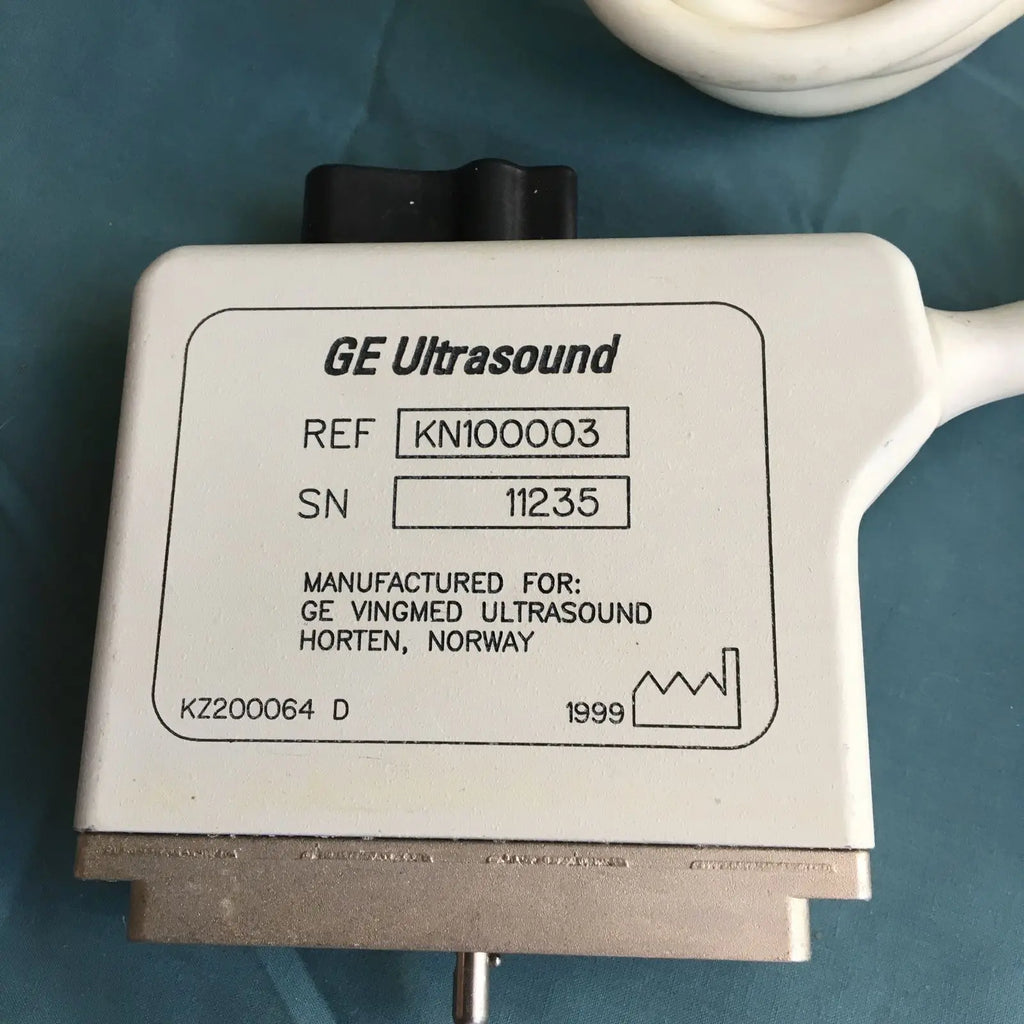 GE Ultrasound
REF KN100003
SN 11235
MANUFACTURED FOR:
GE VINGMED ULTRASOUND
HORTEN, NORWAY
KZ200064 D 1999